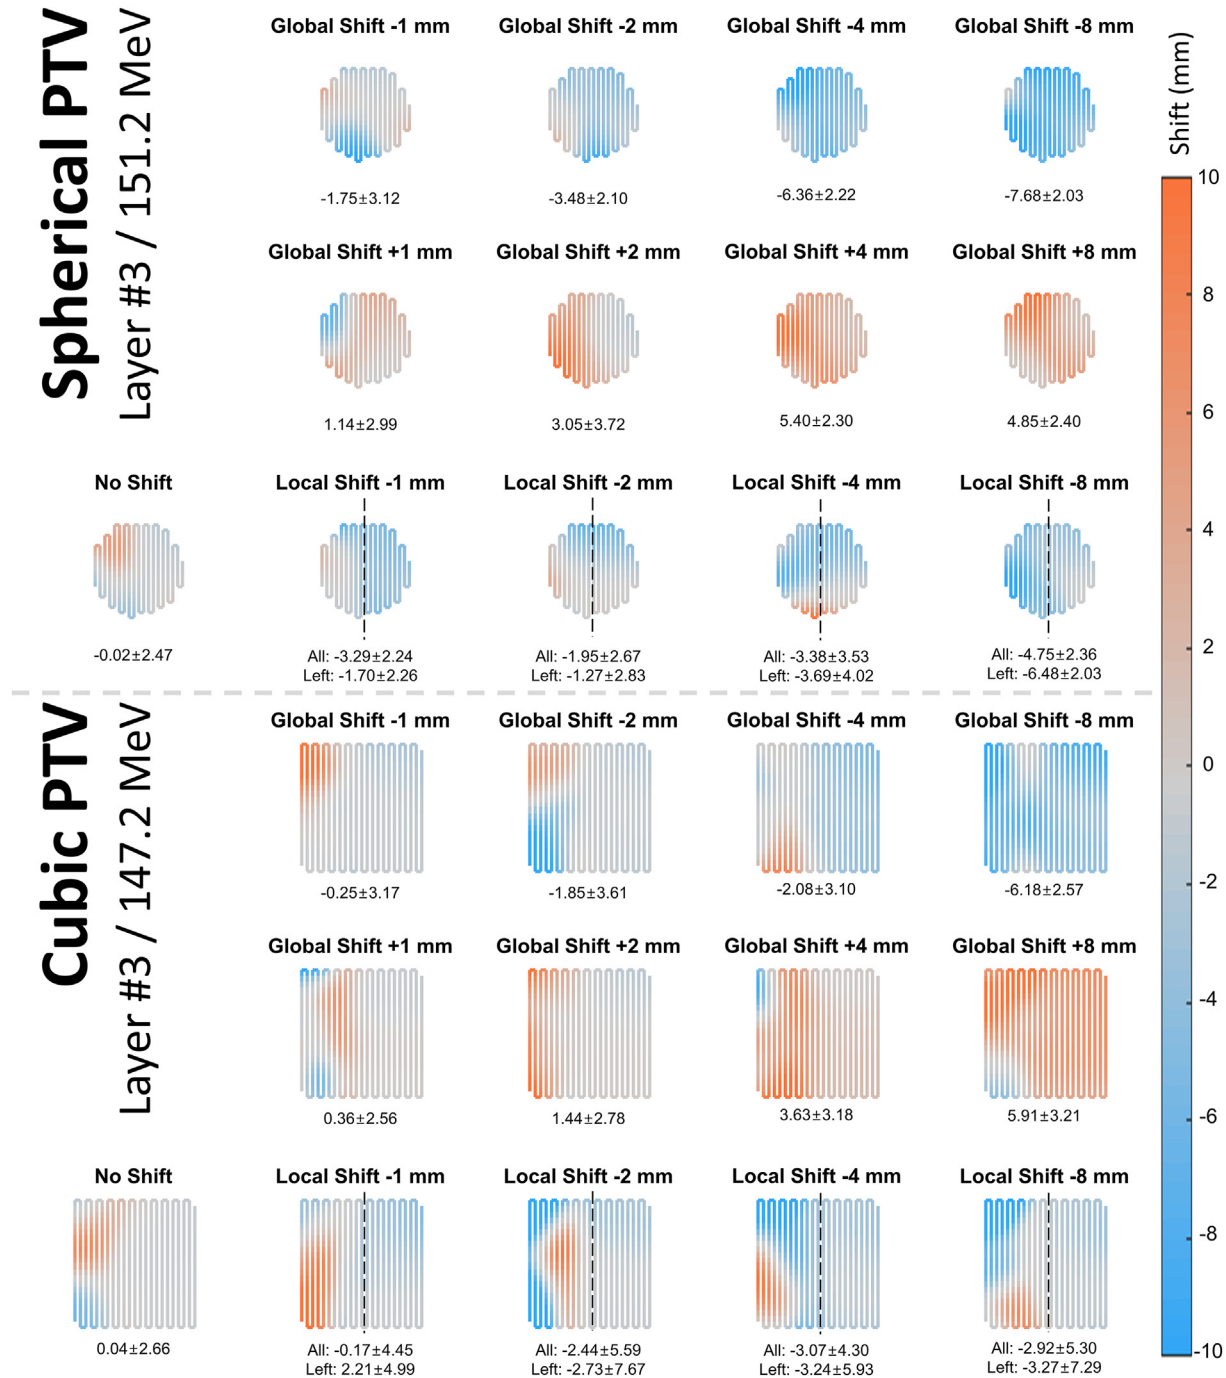 Spherical PTV
Layer #3 / 151.2 MeV
Global Shift -1 mm
Global Shift -2 mm
Global Shift -4 mm
Global Shift -8 mm
-1.75±3.12
-3.48±2.10
-6.36±2.22
-7.68±2.03
Global Shift +1 mm
Global Shift +2 mm
Global Shift +4 mm
Global Shift +8 mm
1.14±2.99
3.05±3.72
5.40±2.30
4.85±2.40
No Shift
Local Shift -1 mm
Local Shift -2 mm
Local Shift -4 mm
Local Shift -8 mm
-0.02±2.47
All: -3.29±2.24
Left: -1.70±2.26
All: -1.95±2.67
Left: -1.27±2.83
All: -3.38±3.53
Left: -3.69±4.02
All: -4.75±2.36
Left: -6.48±2.03
Cubic PTV
Layer #3 / 147.2 MeV
Global Shift -1 mm
Global Shift -2 mm
Global Shift -4 mm
Global Shift -8 mm
-0.25±3.17
-1.85±3.61
-2.08±3.10
-6.18±2.57
Global Shift +1 mm
Global Shift +2 mm
Global Shift +4 mm
Global Shift +8 mm
0.36±2.56
1.44±2.78
3.63±3.18
5.91±3.21
No Shift
Local Shift -1 mm
Local Shift -2 mm
Local Shift -4 mm
Local Shift -8 mm
0.04±2.66
All: -0.17±4.45
Left: 2.21±4.99
All: -2.44±5.59
Left: -2.73±7.67
All: -3.07±4.30
Left: -3.24±5.93
All: -2.92±5.30
Left: -3.27±7.29
Shift (mm)
10
8
6
4
2
0
-2
-4
-6
-8
-10